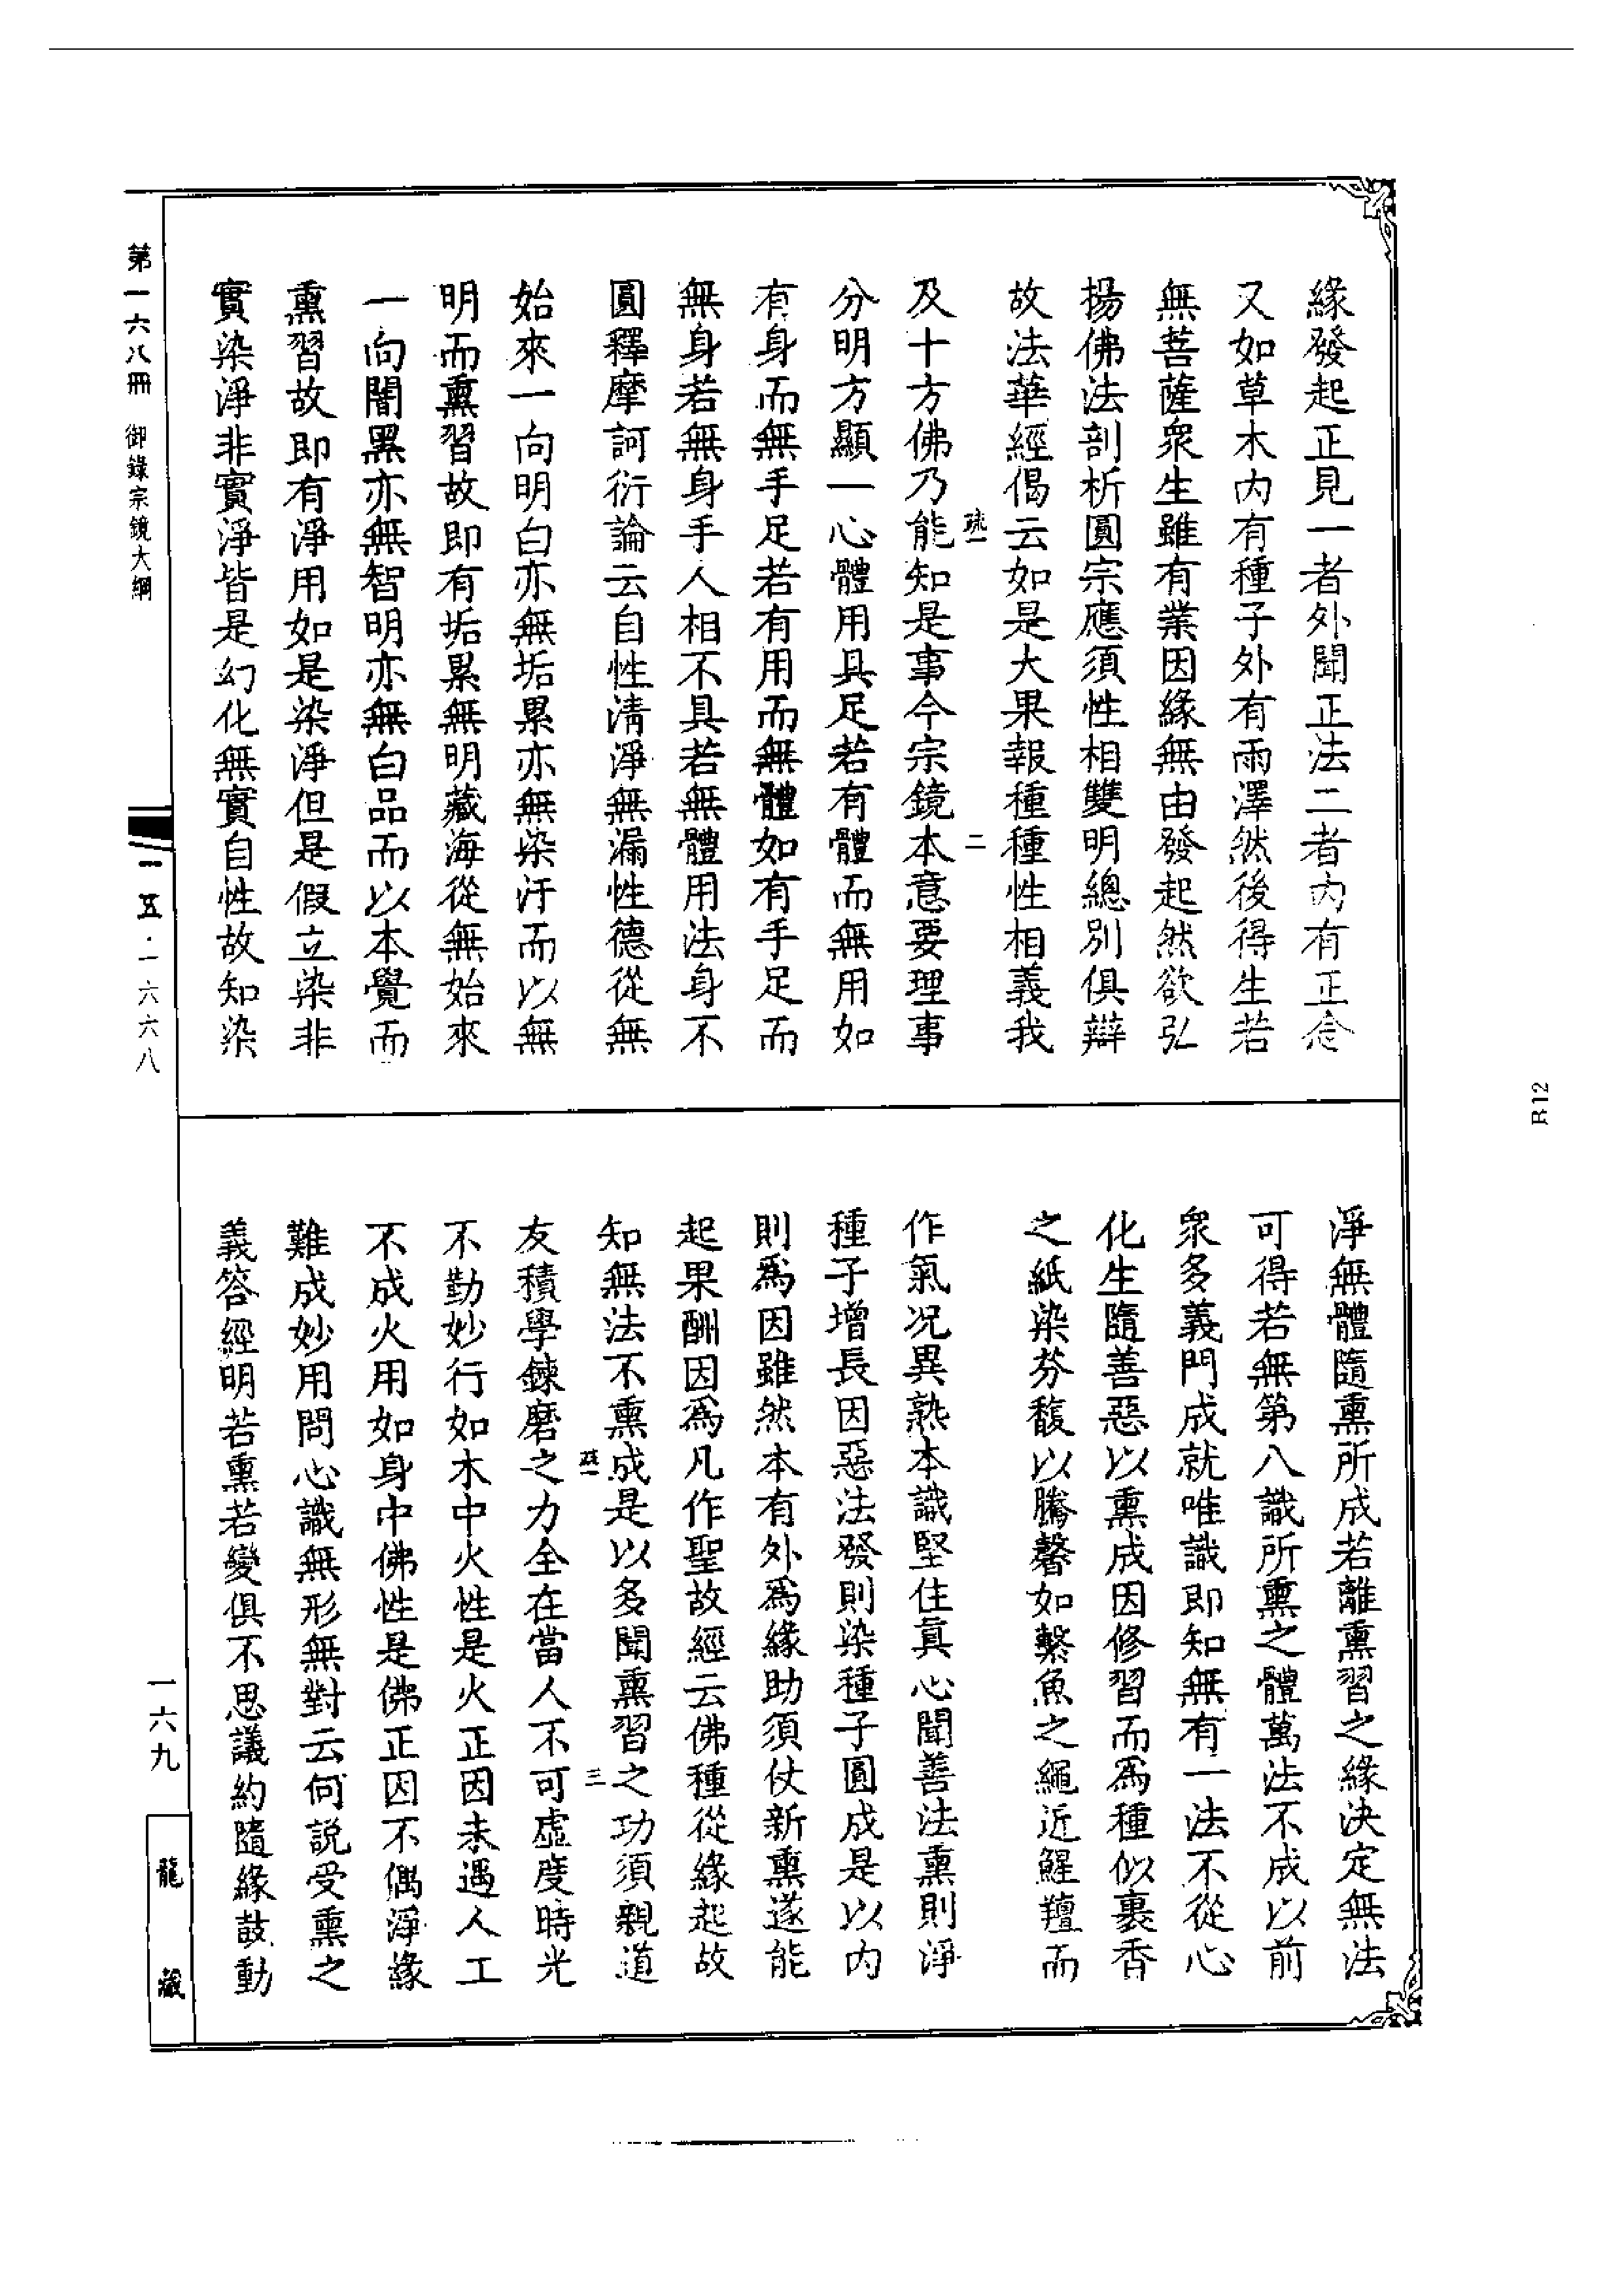 緣發起正見一者外聞正法二者內有正念
又如草木內有種子外有雨澤然後得生若
無菩薩眾生雖有業因緣無由發起然欲弘
揚佛法剖析圓宗應須性相雙明總別俱辯
故法華經偈云如是大果報種種性相義我
疏一
二
及十方佛乃能知是事今宗鏡本意要理事
分明方顯一心體用具足若有體而無用如
有身而無手足若有用而無體如有手足而
無身若無身手人相不具若無體用法身不
圓釋摩訶衍論云自性清淨無漏性德從無
始來一向明白亦無垢累亦無染汙而以無
明而熏習故即有垢累無明藏海從無始來
一向闇黑亦無智明亦無白品而以本覺而
熏習故即有淨用如是染淨但是假立染非
實染淨非實淨皆是幻化無實自性故知染
淨無體隨熏所成若離熏習之緣決定無法
可得若無第八識所熏之體萬法不成以前
眾多義門成就唯識即知無有一法不從心
化生隨善惡以熏成因修習而為種似裹香
之紙染芬馥以騰馨如繫魚之繩近鯹羶而
作氣況異熟本識堅住真心聞善法熏則淨
種子增長因惡法發則染種子圓成是以內
則為因雖然本有外為緣助須仗新熏遂能
起果酬因為凡作聖故經云佛種從緣起故
知無法不熏成是以多聞熏習之功須親道
疏一
三
友積學鍊磨之力全在當人不可虛度時光
不勤妙行如木中火性是火正因未遇人工
不成火用如身中佛性是佛正因不偶淨緣
難成妙用問心識無形無對云何說受熏之
義答經明若熏若變俱不思議約隨緣鼓動
第一六八冊 御錄宗鏡大綱
一五·一六六八
一六九
龍藏
B12